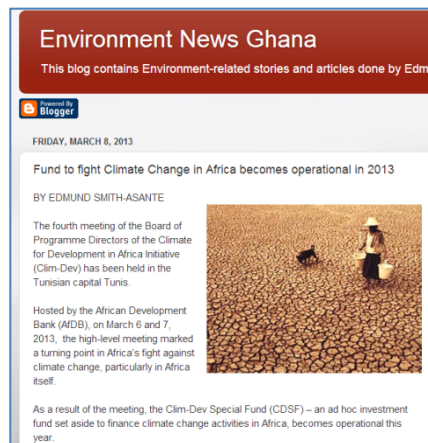 Environment News Ghana
This blog contains Environment-related stories and articles done by Edm
Powered By
Blogger
FRIDAY, MARCH 8, 2013
Fund to fight Climate Change in Africa becomes operational in 2013
BY EDMUND SMITH-ASANTE
The fourth meeting of the Board of
Programme Directors of the Climate
for Development in Africa Initiative
(Clim-Dev) has been held in the
Tunisian capital Tunis.
Hosted by the African Development
Bank (AfDB), on March 6 and 7,
2013, the high-level meeting marked
a turning point in Africa's fight against
climate change, particularly in Africa
itself.
As a result of the meeting, the Clim-Dev Special Fund (CDSF) – an ad hoc investment
fund set aside to finance climate change activities in Africa, becomes operational this
year.